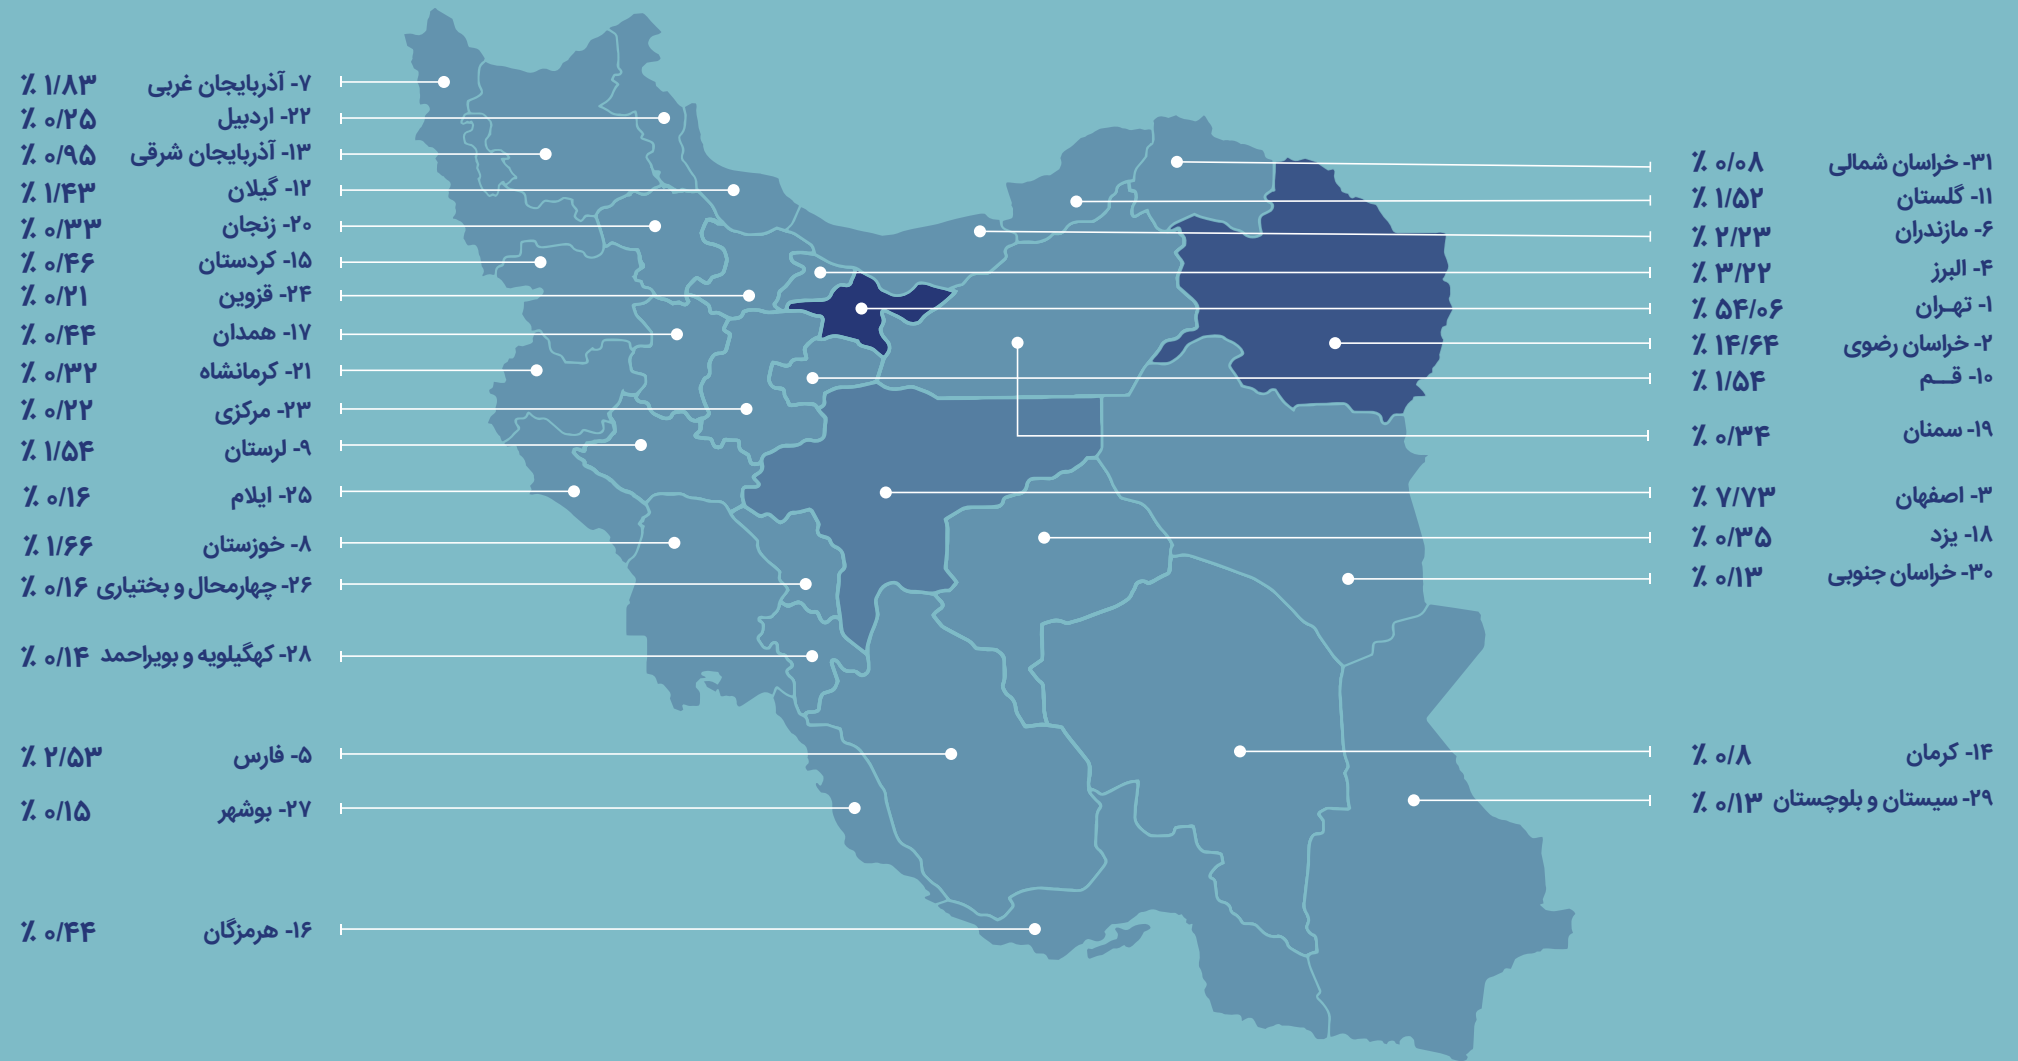 ۳۱- خراسان شمالی ۰/۰۸ ٪
۱۱- گلستان ۱/۵۲ ٪
۶- مازندران ۲/۲۳ ٪
۴- البرز ۳/۲۲ ٪
۱- تهـران ۵۴/۰۶ ٪
۲- خراسان رضوی ۱۴/۶۴ ٪
۱۰- قــم ۱/۵۴ ٪
۱۹- سمنان ۰/۳۴ ٪
۳- اصفهان ۷/۷۳ ٪
۱۸- یزد ۰/۳۵ ٪
۳۰- خراسان جنوبی ۰/۱۳ ٪
۱۴- کرمان ۰/۸ ٪
۲۹- سیستان و بلوچستان ۰/۱۳ ٪
۷- آذربایجان غربی ۱/۸۳ ٪
۲۲- اردبیل ۰/۲۵ ٪
۱۳- آذربایجان شرقی ۰/۹۵ ٪
۱۲- گیلان ۱/۴۳ ٪
۲۰- زنجان ۰/۳۳ ٪
۱۵- کردستان ۰/۴۶ ٪
۲۴- قزوین ۰/۲۱ ٪
۱۷- همدان ۰/۴۴ ٪
۲۱- کرمانشاه ۰/۳۲ ٪
۲۳- مرکزی ۰/۲۲ ٪
۹- لرستان ۱/۵۴ ٪
۲۵- ایلام ۰/۱۶ ٪
۸- خوزستان ۱/۶۶ ٪
۲۶- چهارمحال و بختیاری ۰/۱۶ ٪
۲۸- کهگیلویه و بویراحمد ۰/۱۴ ٪
۵- فارس ۲/۵۳ ٪
۲۷- بوشهر ۰/۱۵ ٪
۱۶- هرمزگان ۰/۴۴ ٪